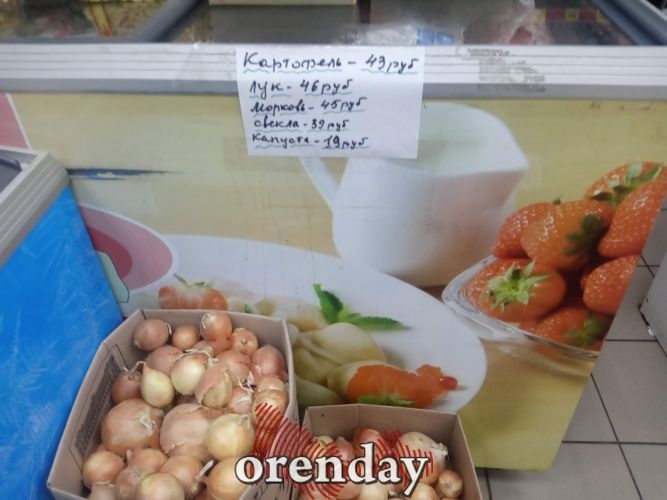 Картофель - 43 руб
Лук - 46 руб
Морковь - 45 руб
свекла - 39 руб
капуста - 19 руб
orenday